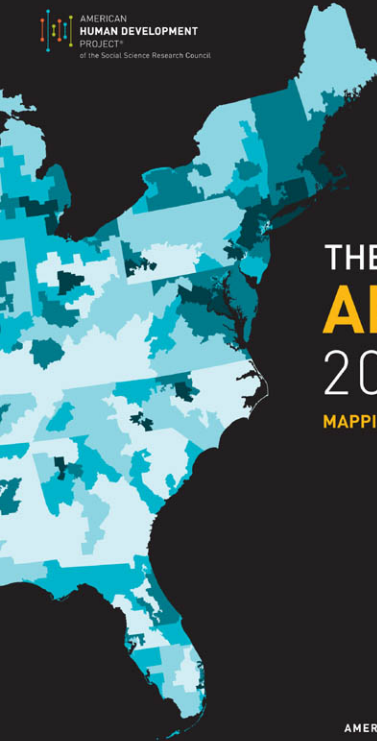 AMERICAN
HUMAN DEVELOPMENT
PROJECT®
of the Social Science Research Council
THE
20
MAPPI
AMER